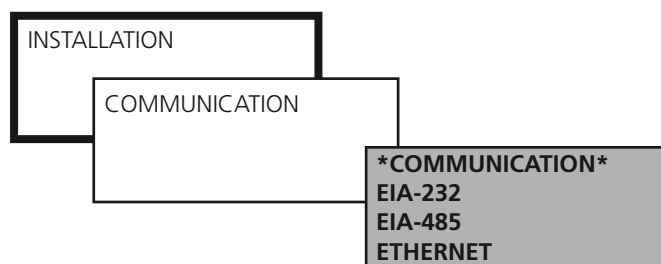 INSTALLATION
COMMUNICATION
*COMMUNICATION*
EIA-232
EIA-485
ETHERNET